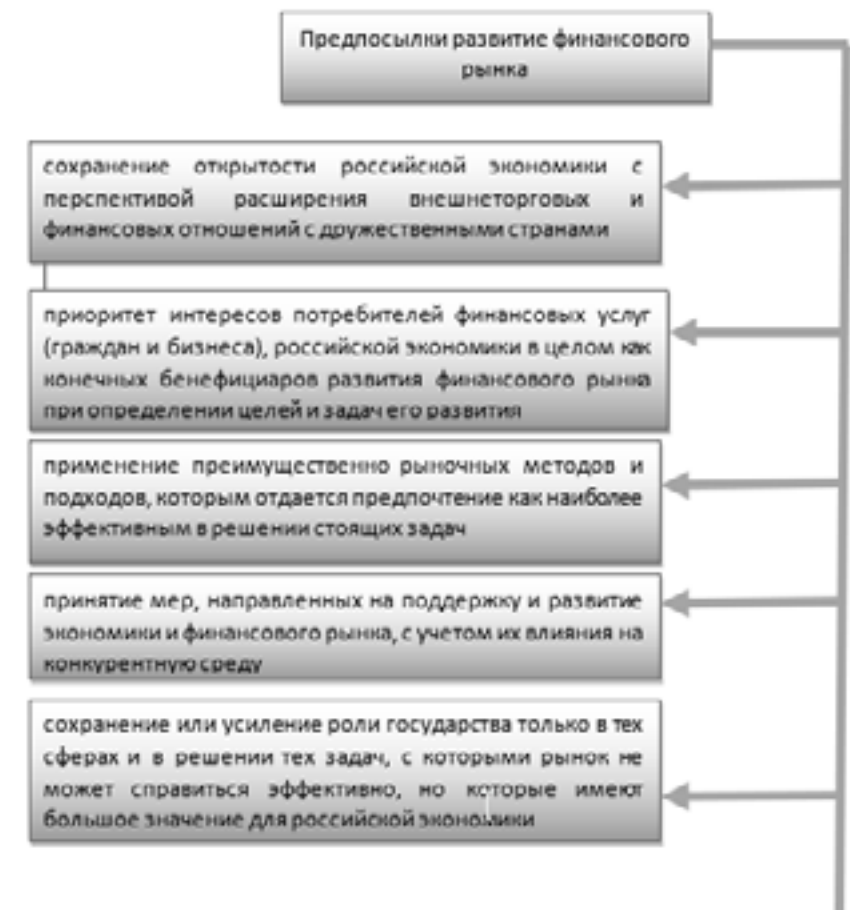 Предпосылки развитие финансового
рынка
сохранение открытости российской экономики с
перспективой расширения внешнеторговых и
финансовых отношений с дружественными странами
приоритет интересов потребителей финансовых услуг
(граждан и бизнеса), российской экономики в целом как
конечных бенефициаров развития финансового рынка
при определении целей и задач его развития
применение преимущественно рыночных методов и
подходов, которым отдается предпочтение как наиболее
эффективным в решении стоящих задач
принятие мер, направленных на поддержку и развитие
экономики и финансового рынка, с учетом их влияния на
конкурентную среду
сохранение или усиление роли государства только в тех
сферах и в решении тех задач, с которыми рынок не
может справиться эффективно, но которые имеют
большое значение для российской экономики